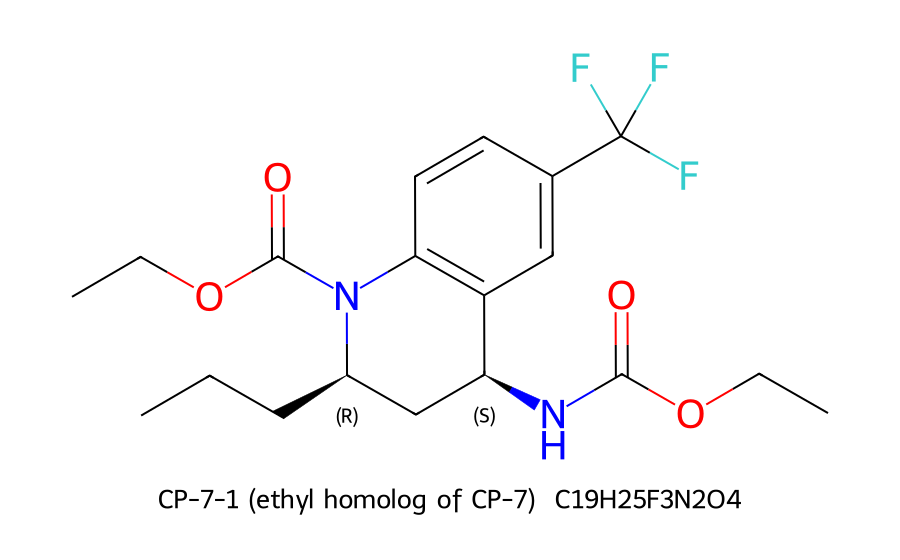 F F
F
O
O
N
O
N
H
O
O
(R) (S)
CP-7-1 (ethyl homolog of CP-7) C19H25F3N2O4